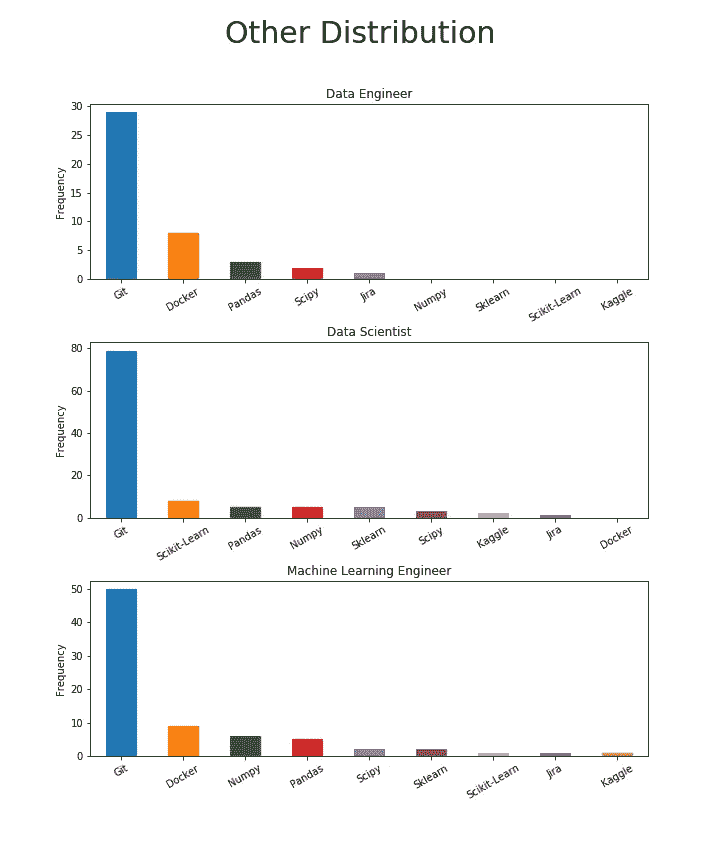 Other Distribution
Data Engineer
30
25
20
15
10
5
0
Frequency
Git Docker Pandas Scipy Jira Numpy Sklearn Scikit-Learn Kaggle
Data Scientist
80
60
40
20
0
Frequency
Git Scikit-Learn Pandas Numpy Sklearn Scipy Kaggle Jira Docker
Machine Learning Engineer
50
40
30
20
10
0
Frequency
Git Docker Numpy Pandas Scipy Sklearn Scikit-Learn Jira Kaggle